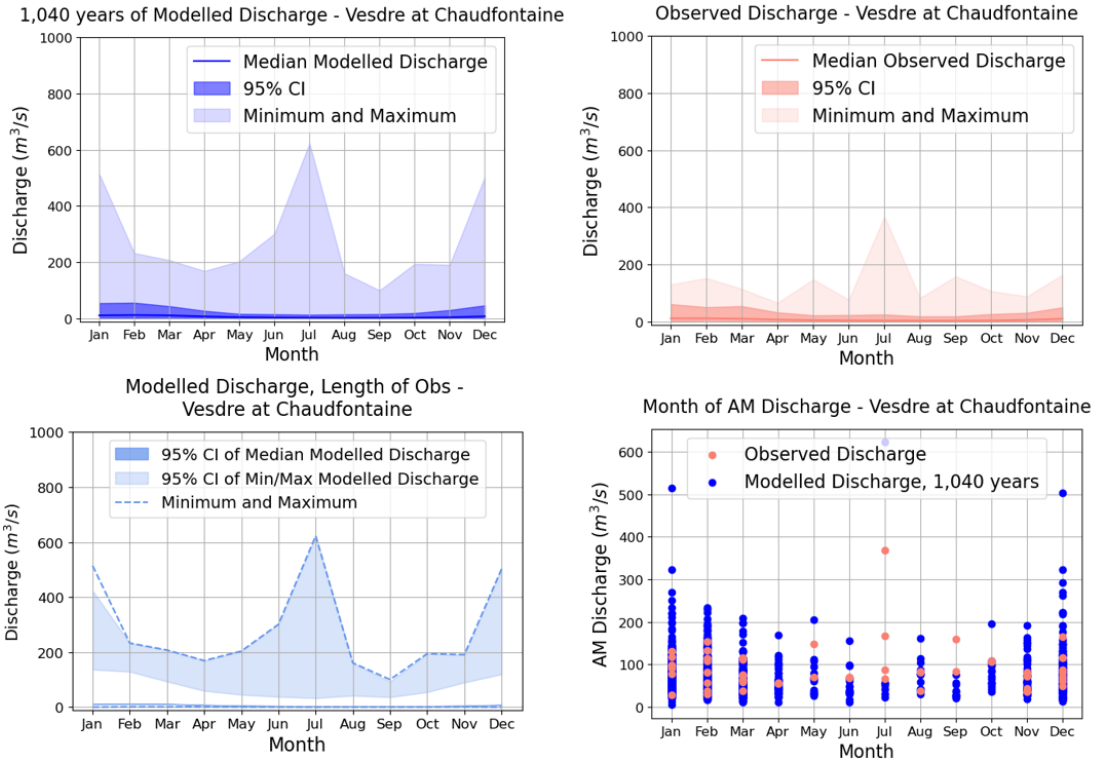 1,040 years of Modelled Discharge - Vesdre at Chaudfontaine
1000
800
600
400
200
0
Discharge (m³/s)
Median Modelled Discharge
95% CI
Minimum and Maximum
Jan Feb Mar Apr May Jun Jul Aug Sep Oct Nov Dec
Month
Observed Discharge - Vesdre at Chaudfontaine
1000
800
600
400
200
0
Discharge (m³/s)
Median Observed Discharge
95% CI
Minimum and Maximum
Jan Feb Mar Apr May Jun Jul Aug Sep Oct Nov Dec
Month
Modelled Discharge, Length of Obs -
Vesdre at Chaudfontaine
1000
800
600
400
200
0
Discharge (m³/s)
95% CI of Median Modelled Discharge
95% CI of Min/Max Modelled Discharge
Minimum and Maximum
Jan Feb Mar Apr May Jun Jul Aug Sep Oct Nov Dec
Month
Month of AM Discharge - Vesdre at Chaudfontaine
600
500
400
300
200
100
0
AM Discharge (m³/s)
Observed Discharge
Modelled Discharge, 1,040 years
Jan Feb Mar Apr May Jun Jul Aug Sep Oct Nov Dec
Month